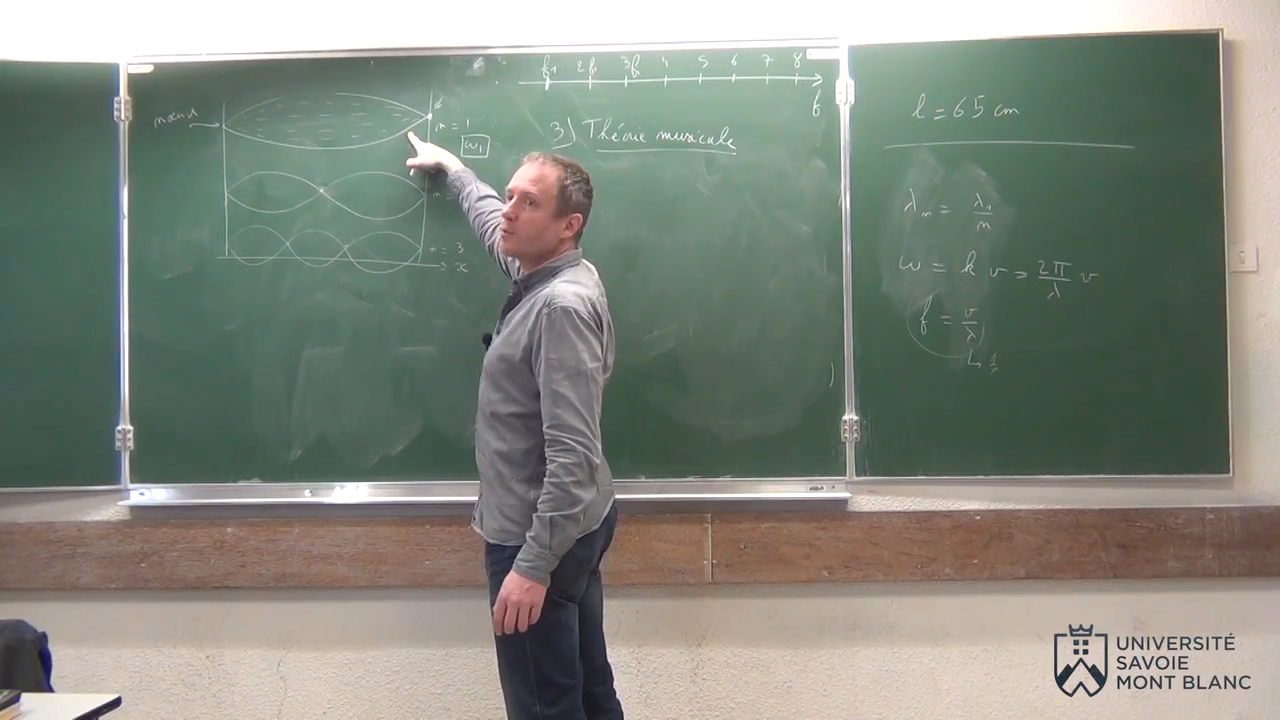 f₁ 2f₁ 3f₁ 4 5 6 7 8
f
nœud
n = 1
ω₁
n = 3
x
3) Théorie musicale
l = 65 cm
λₙ = λ₁/n
ω = k v = 2π/λ v
f = v/λ
UNIVERSITÉ
SAVOIE
MONT BLANC